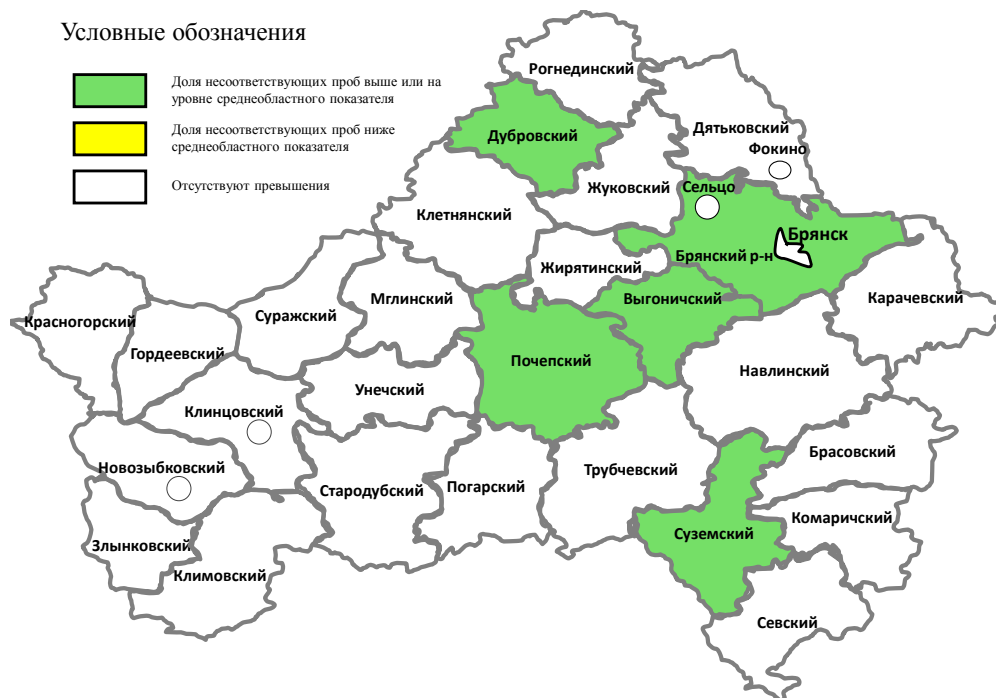 Условные обозначения
Доля несоответствующих проб выше или на
уровне среднеобластного показателя
Доля несоответствующих проб ниже
среднеобластного показателя
Отсутствуют превышения
Рогнединский
Дубровский
Дятьковский
Фокино
Жуковский
Сельцо
Клетнянский
Брянск
Брянский р-н
Жирятинский
Выгоничский
Карачевский
Мглинский
Суражский
Красногорский
Гордеевский
Почепский
Навлинский
Унечский
Клинцовский
Брасовский
Новозыбковский
Трубчевский
Стародубский
Погарский
Комаричский
Суземский
Злынковский
Климовский
Севский